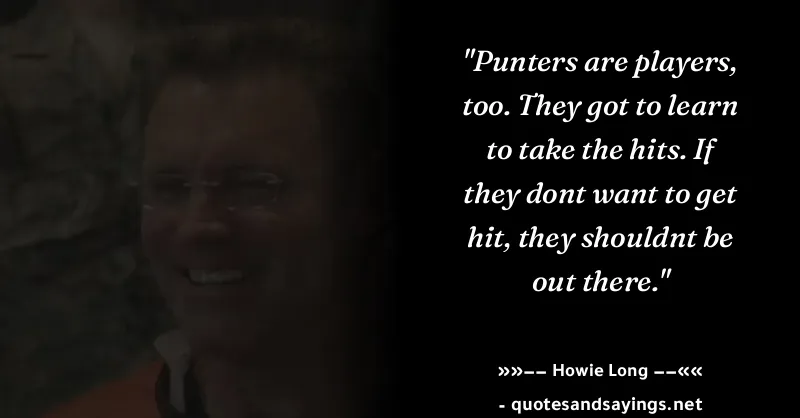 "Punters are players,
too. They got to learn
to take the hits. If
they dont want to get
hit, they shouldnt be
out there."
»»−− Howie Long −−««
- quotesandsayings.net